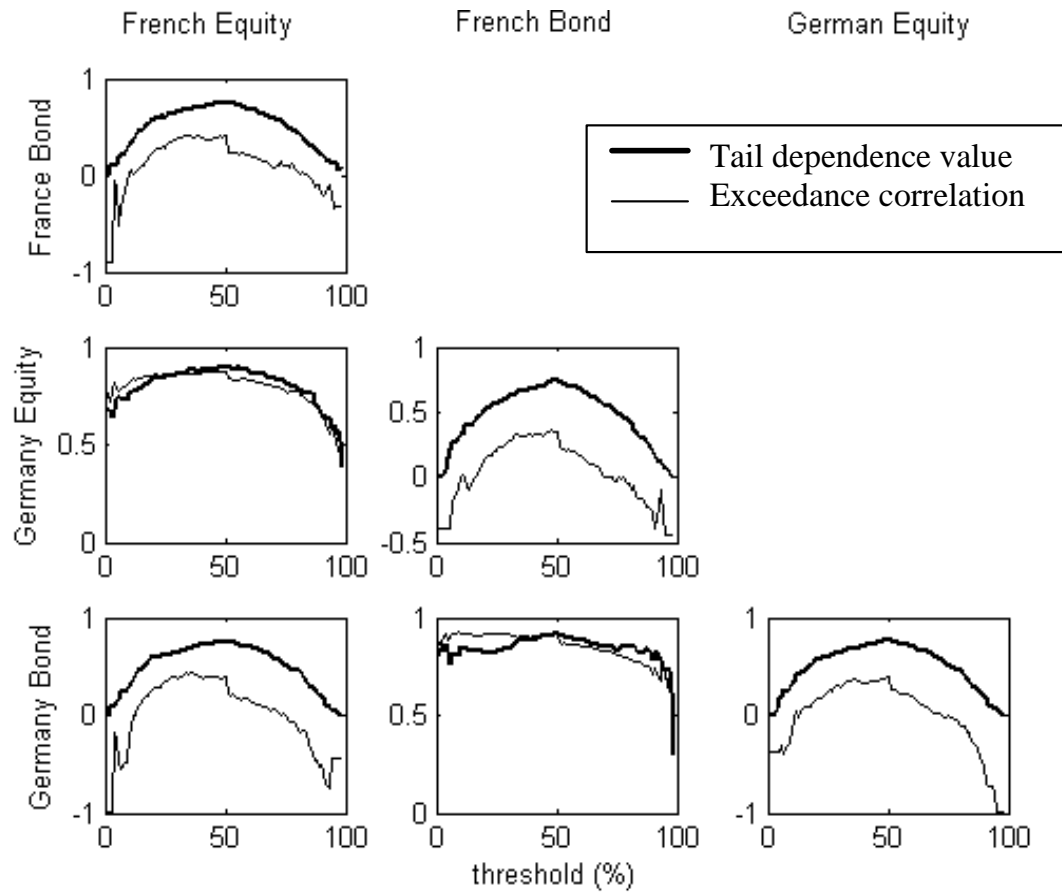 French Equity French Bond German Equity
France Bond
1
0
-1
0 50 100
Tail dependence value
Exceedance correlation
Germany Equity
1
0.5
0
0 50 100
1
0.5
0
-0.5
0 50 100
Germany Bond
1
0
-1
0 50 100
1
0.5
0
0 50 100
threshold (%)
1
0
-1
0 50 100